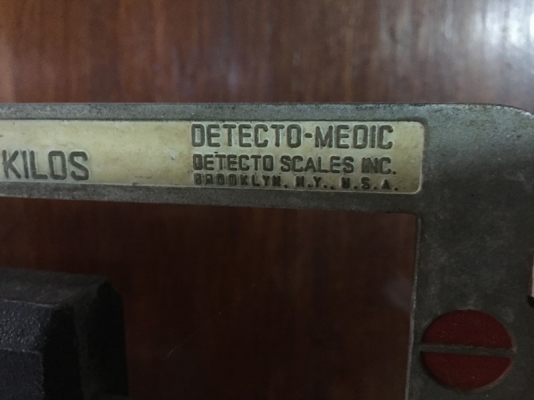 KILOS
DETECTO-MEDIC
DETECTO SCALES INC.
BROOKLYN, N.Y., U.S.A.